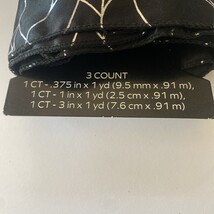 3 COUNT
1 CT - .375 in x 1 yd (9.5 mm x .91 m)
1 CT - 1 in x 1 yd (2.5 cm x .91 m)
1 CT - 3 in x 1 yd (7.6 cm x .91 m)